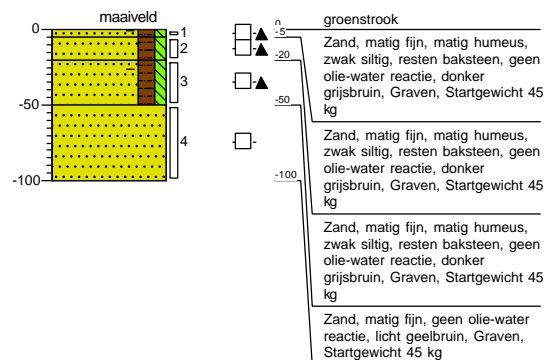 maaiveld
0
-50
-100
1
2
3
4
0
-5
-20
-50
-100
groenstrook
Zand, matig fijn, matig humeus,
zwak siltig, resten baksteen, geen
olie-water reactie, donker
grijsbruin, Graven, Startgewicht 45
kg
Zand, matig fijn, matig humeus,
zwak siltig, resten baksteen, geen
olie-water reactie, donker
grijsbruin, Graven, Startgewicht 45
kg
Zand, matig fijn, matig humeus,
zwak siltig, resten baksteen, geen
olie-water reactie, donker
grijsbruin, Graven, Startgewicht 45
kg
Zand, matig fijn, geen olie-water
reactie, licht geelbruin, Graven,
Startgewicht 45 kg